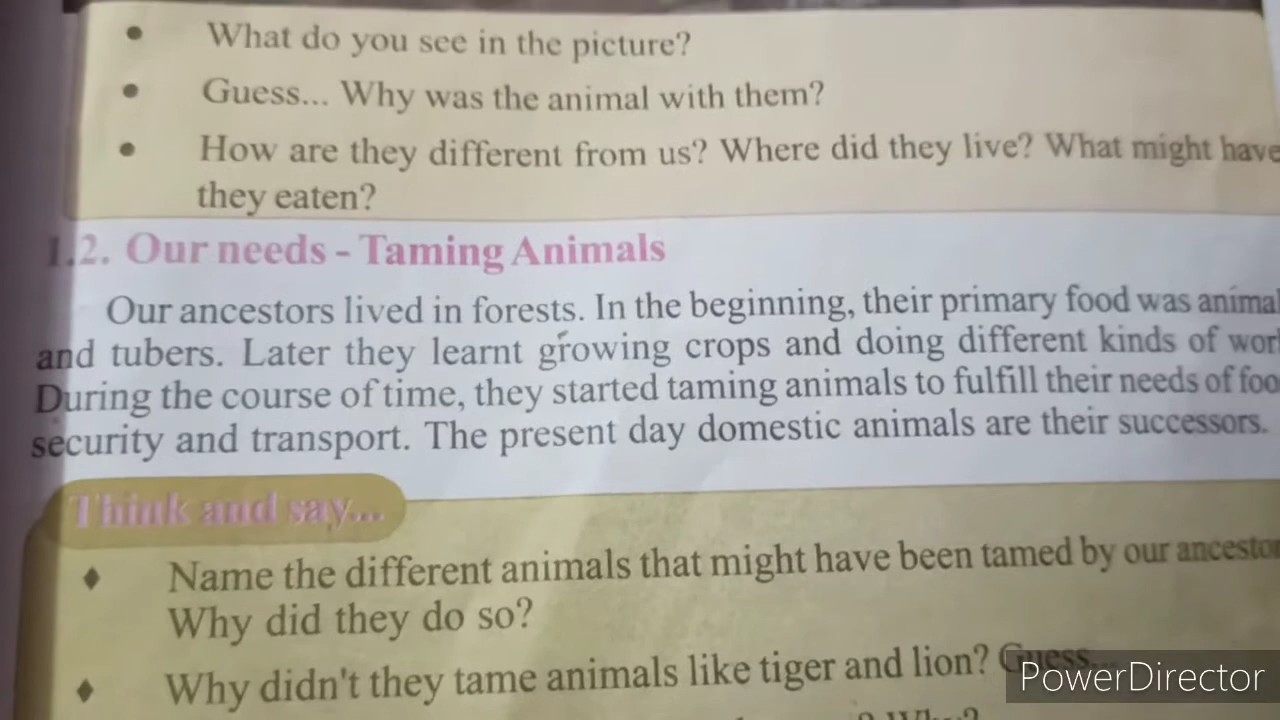 • What do you see in the picture?
• Guess... Why was the animal with them?
• How are they different from us? Where did they live? What might have
they eaten?
1.2. Our needs - Taming Animals
Our ancestors lived in forests. In the beginning, their primary food was animal
and tubers. Later they learnt growing crops and doing different kinds of wor
During the course of time, they started taming animals to fulfill their needs of foo
security and transport. The present day domestic animals are their successors.
Think and say...
♦ Name the different animals that might have been tamed by our ancesto
Why did they do so?
♦ Why didn't they tame animals like tiger and lion? Guess...
PowerDirector